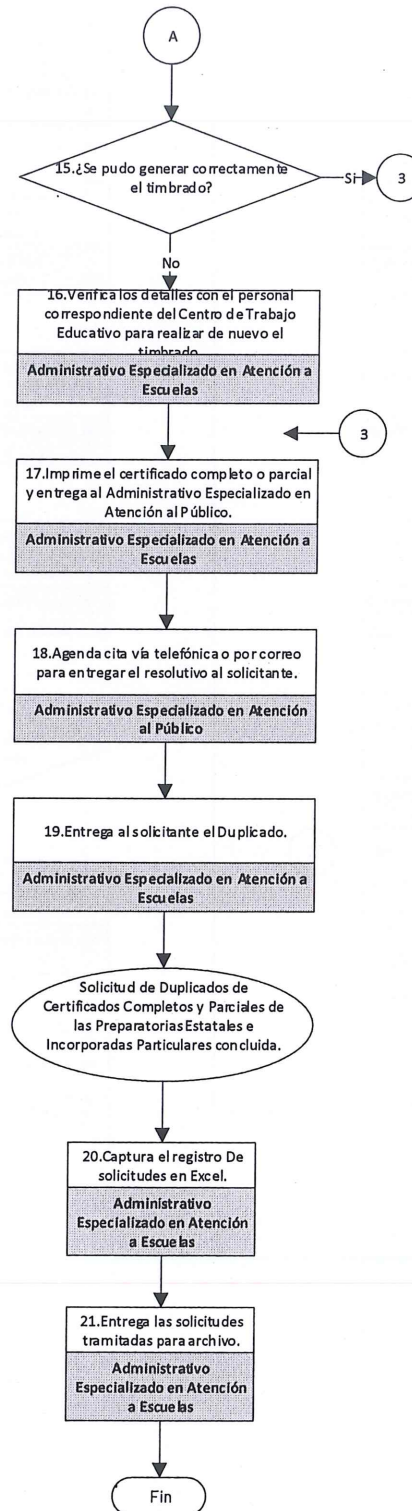 A
15.¿Se pudo generar correctamente
el timbrado?
Si
3
No
16.Verifica los detalles con el personal
correspondiente del Centro de Trabajo
Educativo para realizar de nuevo el
timbrado
Administrativo Especializado en Atención a
Escuelas
3
17.Imprime el certificado completo o parcial
y entrega al Administrativo Especializado en
Atención al Público.
Administrativo Especializado en Atención a
Escuelas
18.Agenda cita vía telefónica o por correo
para entregar el resolutivo al solicitante.
Administrativo Especializado en Atención
al Público
19.Entrega al solicitante el Duplicado.
Administrativo Especializado en Atención a
Escuelas
Solicitud de Duplicados de
Certificados Completos y Parciales de
las Preparatorias Estatales e
Incorporadas Particulares concluida.
20.Captura el registro De
solicitudes en Excel.
Administrativo
Especializado en Atención
a Escuelas
21.Entrega las solicitudes
tramitadas para archivo.
Administrativo
Especializado en Atención
a Escuelas
Fin